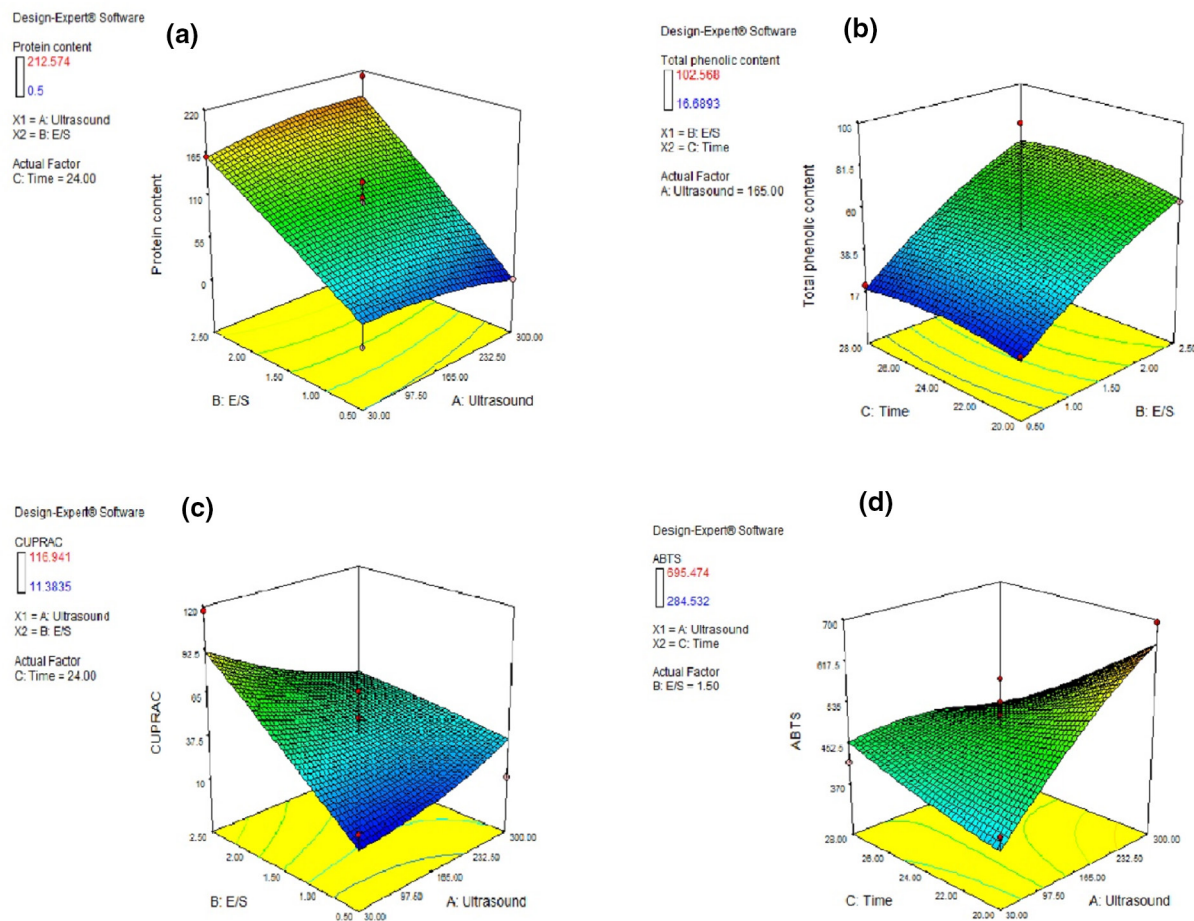 Design-Expert® Software
(a)
Protein content
212.574
0.5
X1 = A: Ultrasound
X2 = B: E/S
Actual Factor
C: Time = 24.00
220
165
110
55
0
Protein content
2.50
2.00
1.50
1.00
0.50
B: E/S
30.00
97.50
165.00
232.50
300.00
A: Ultrasound
Design-Expert® Software
(b)
Total phenolic content
102.568
16.6893
X1 = B: E/S
X2 = C: Time
Actual Factor
A: Ultrasound = 165.00
100
81.5
60
38.5
17
Total phenolic content
28.00
26.00
24.00
22.00
20.00
C: Time
0.50
1.00
1.50
2.00
2.50
B: E/S
Design-Expert® Software
(c)
CUPRAC
116.941
11.3835
X1 = A: Ultrasound
X2 = B: E/S
Actual Factor
C: Time = 24.00
120
92.5
65
37.5
10
CUPRAC
2.50
2.00
1.50
1.00
0.50
B: E/S
30.00
97.50
165.00
232.50
300.00
A: Ultrasound
Design-Expert® Software
(d)
ABTS
695.474
284.532
X1 = A: Ultrasound
X2 = C: Time
Actual Factor
B: E/S = 1.50
700
617.5
535
452.5
370
ABTS
28.00
26.00
24.00
22.00
20.00
C: Time
30.00
97.50
165.00
232.50
300.00
A: Ultrasound